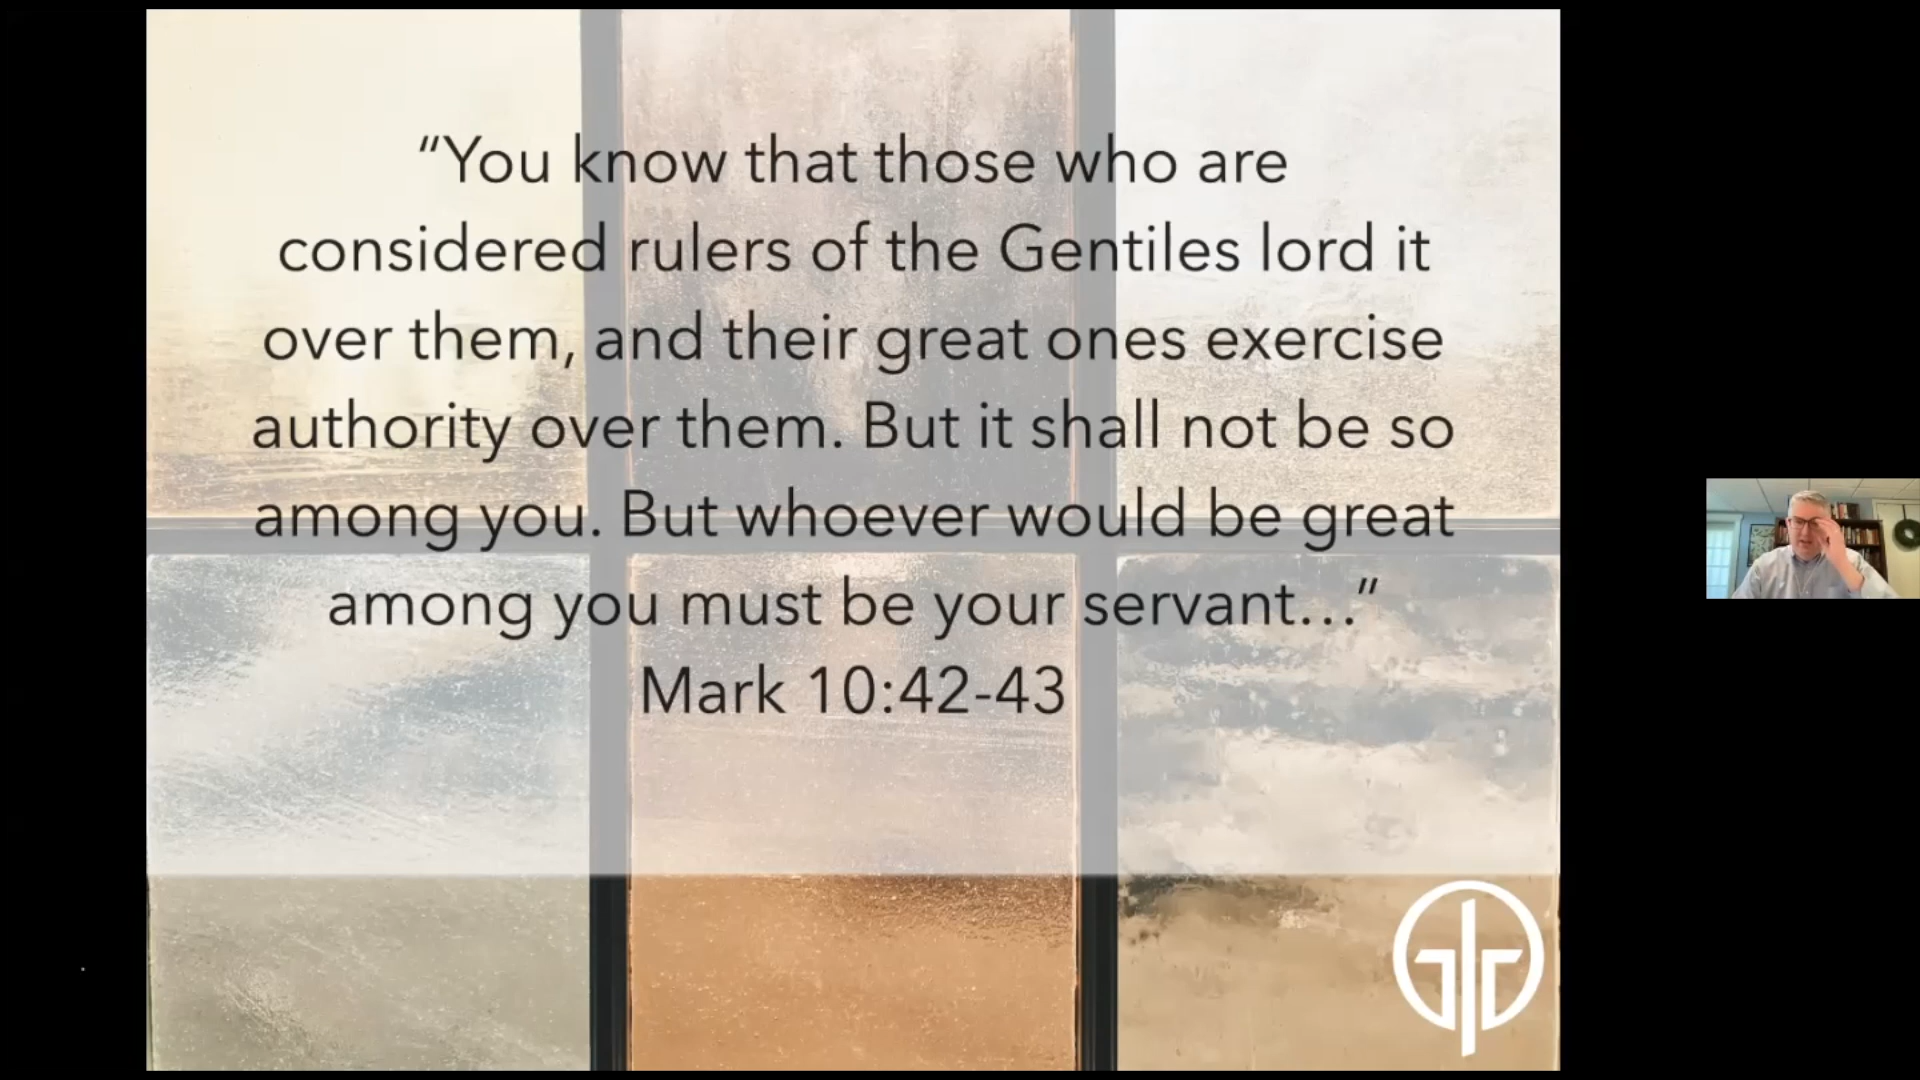 “You know that those who are
considered rulers of the Gentiles lord it
over them, and their great ones exercise
authority over them. But it shall not be so
among you. But whoever would be great
among you must be your servant…”
Mark 10:42-43